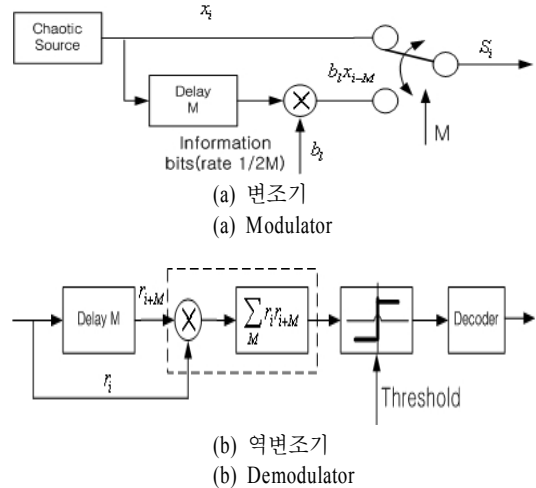 x_i
Chaotic
Source
S_i
b_l x_{i-M}
Delay
M
M
Information
bits(rate 1/2M)
b_l
(a) 변조기
(a) Modulator
r_{i+M}
Delay M
∑_M r_i r_{i+M}
Decoder
r_i
Threshold
(b) 역변조기
(b) Demodulator